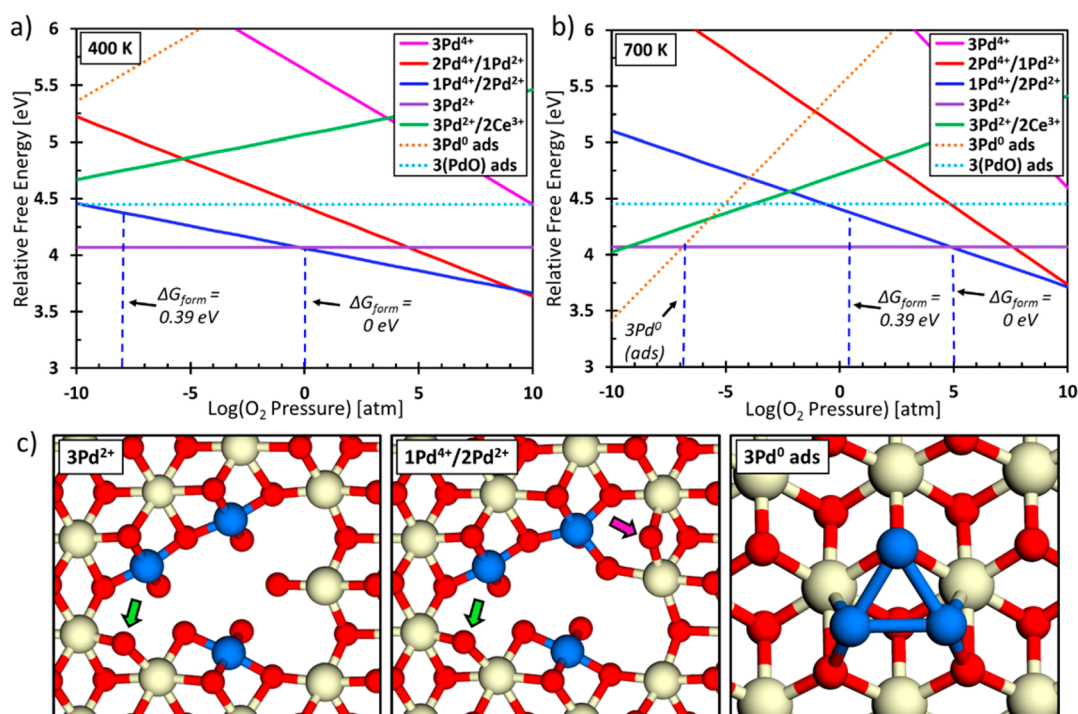 a)
400 K
Relative Free Energy [eV]
6
5.5
5
4.5
4
3.5
3
-10
-5
0
5
10
Log(O₂ Pressure) [atm]
3Pd⁴⁺
2Pd⁴⁺/1Pd²⁺
1Pd⁴⁺/2Pd²⁺
3Pd²⁺
3Pd²⁺/2Ce³⁺
3Pd⁰ ads
3(PdO) ads
ΔG_form =
0.39 eV
ΔG_form =
0 eV
b)
700 K
Relative Free Energy [eV]
6
5.5
5
4.5
4
3.5
3
-10
-5
0
5
10
Log(O₂ Pressure) [atm]
3Pd⁴⁺
2Pd⁴⁺/1Pd²⁺
1Pd⁴⁺/2Pd²⁺
3Pd²⁺
3Pd²⁺/2Ce³⁺
3Pd⁰ ads
3(PdO) ads
3Pd⁰
(ads)
ΔG_form =
0.39 eV
ΔG_form =
0 eV
c)
3Pd²⁺
1Pd⁴⁺/2Pd²⁺
3Pd⁰ ads